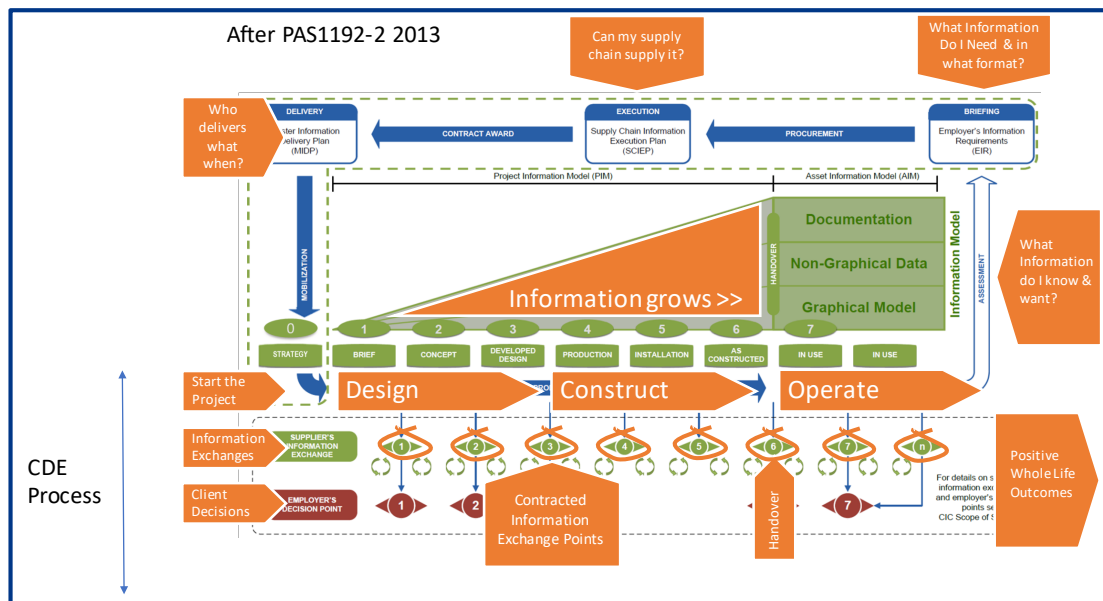 After PAS1192-2 2013
Can my supply
chain supply it?
What Information
Do I Need & in
what format?
Who
delivers
what
when?
DELIVERY
ster Information
Delivery Plan
(MIDP)
CONTRACT AWARD
EXECUTION
Supply Chain Information
Execution Plan
(SCIEP)
PROCUREMENT
BRIEFING
Employer's Information
Requirements
(EIR)
Project Information Model (PIM)
Asset Information Model (AIM)
MOBILIZATION
Information grows >>
HANDOVER
Documentation
Non-Graphical Data
Graphical Model
Information Model
ASSESSMENT
What
Information
do I know &
want?
0
1
2
3
4
5
6
7
STRATEGY
BRIEF
CONCEPT
DEVELOPED
DESIGN
PRODUCTION
INSTALLATION
AS
CONSTRUCTED
IN USE
IN USE
Start the
Project
Design
Construct
Operate
CDE
Process
Information
Exchanges
SUPPLIER'S
INFORMATION
EXCHANGE
1
2
3
4
5
6
7
n
Client
Decisions
EMPLOYER'S
DECISION POINT
1
2
7
Contracted
Information
Exchange Points
Handover
For details on s
information ex
and employer's
points se
CIC Scope of S
Positive
Whole Life
Outcomes